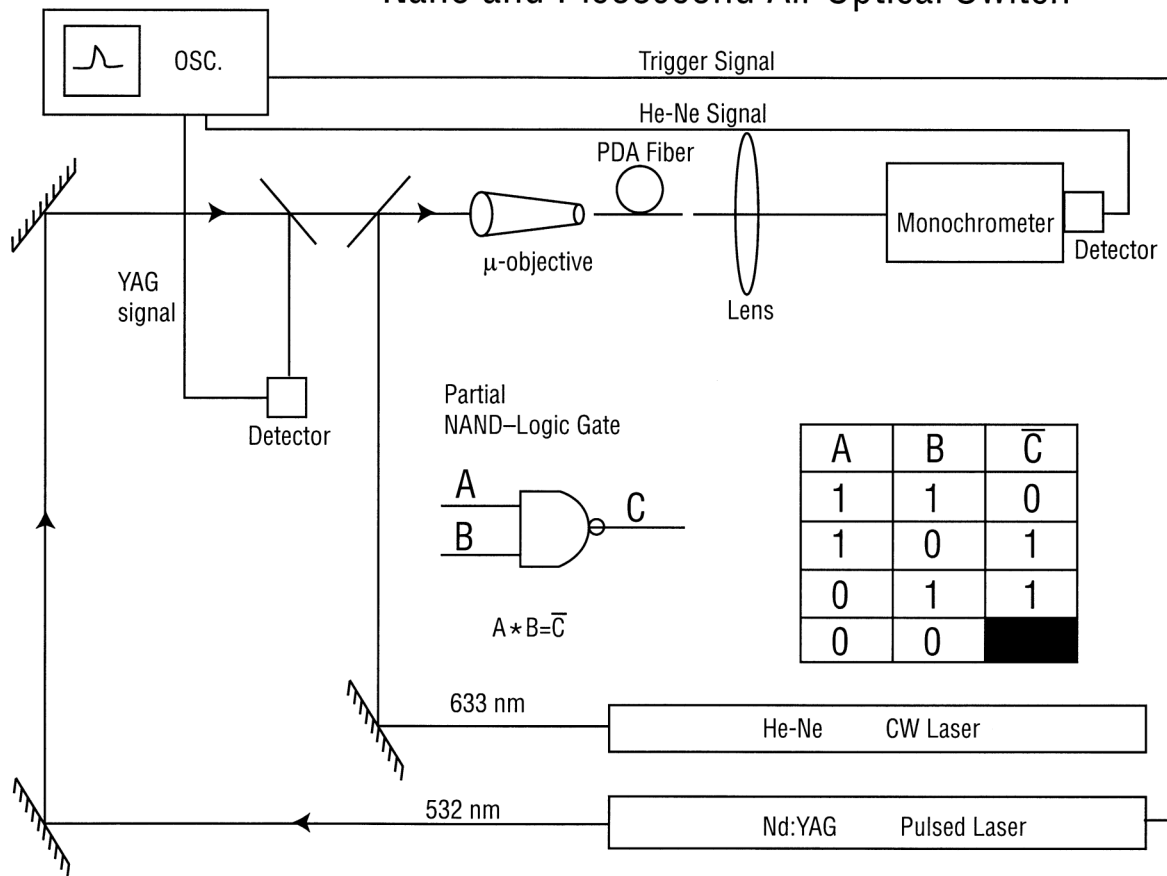 Nano and Picosecond All-Optical Switch
OSC.
Trigger Signal
He-Ne Signal
PDA Fiber
Monochrometer
Detector
μ-objective
Lens
YAG
signal
Detector
Partial
NAND–Logic Gate
A
B
C
A * B = C̅
A B C̅
1 1 0
1 0 1
0 1 1
0 0
633 nm
He-Ne CW Laser
532 nm
Nd:YAG Pulsed Laser